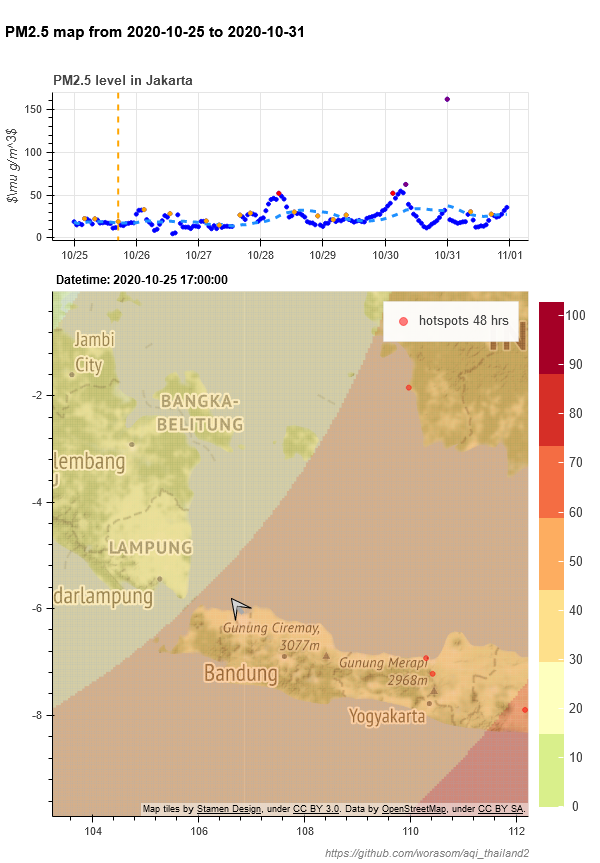 PM2.5 map from 2020-10-25 to 2020-10-31
PM2.5 level in Jakarta
$\mu g/m^3$
150
100
50
0
10/25
10/26
10/27
10/28
10/29
10/30
10/31
11/01
Datetime: 2020-10-25 17:00:00
hotspots 48 hrs
IN
Jambi
City
BANGKA-
BELITUNG
lembang
LAMPUNG
darlampung
Gunung Ciremay,
3077m
Bandung
Gunung Merapi
2968m
Yogyakarta
-2
-4
-6
-8
104
106
108
110
112
100
90
80
70
60
50
40
30
20
10
0
Map tiles by Stamen Design, under CC BY 3.0. Data by OpenStreetMap, under CC BY SA.
https://github.com/worasom/aqi_thailand2